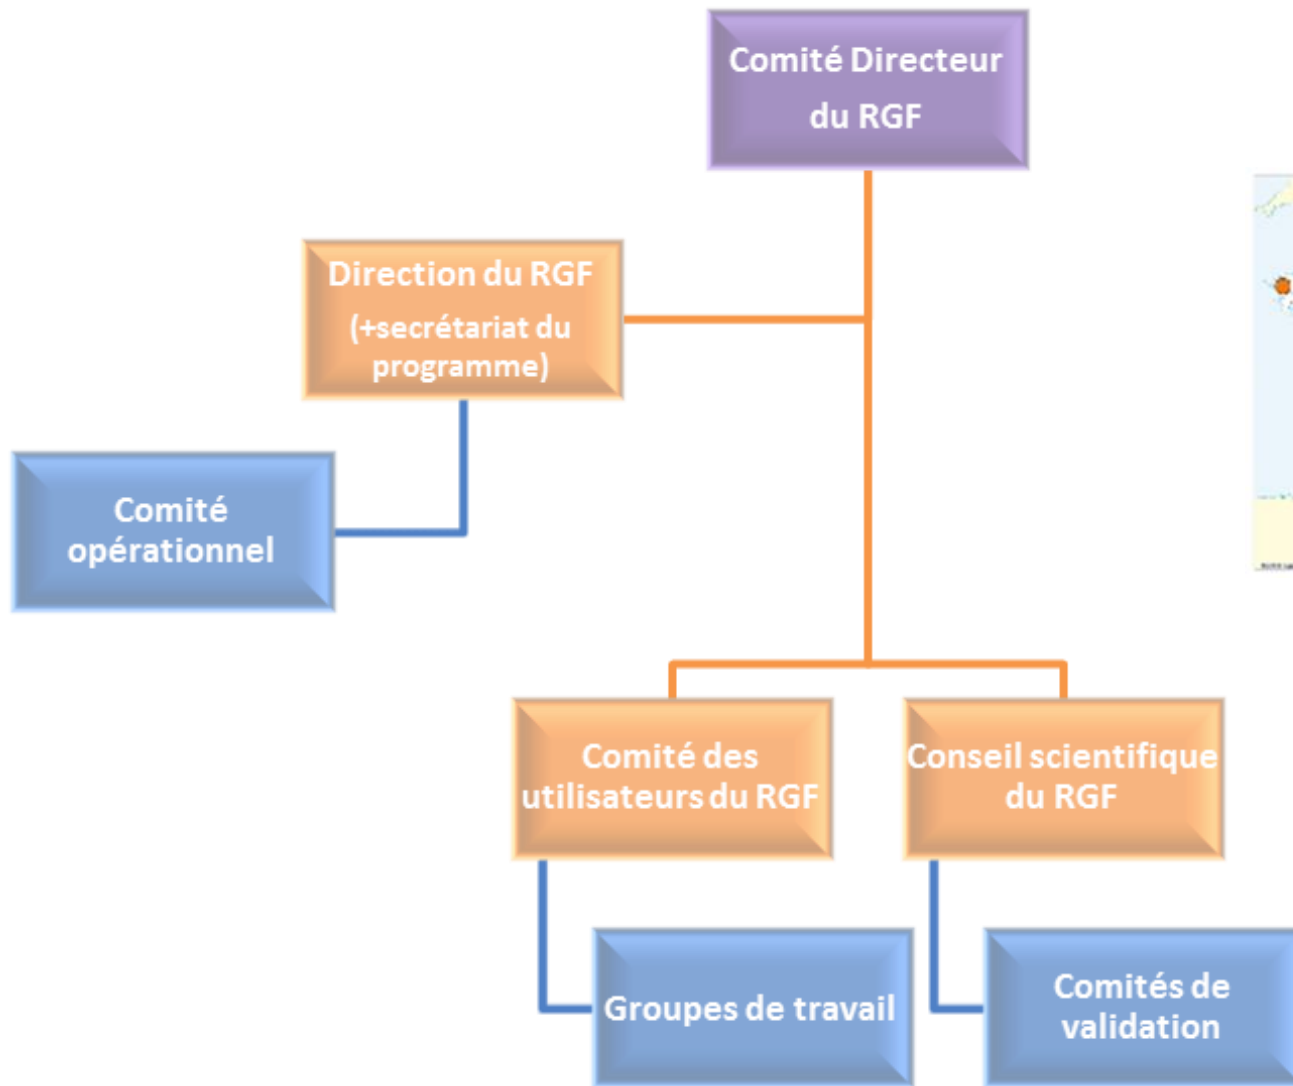 Comité Directeur
du RGF
Direction du RGF
(+secrétariat du
programme)
Comité
opérationnel
Comité des
utilisateurs du RGF
Conseil scientifique
du RGF
Groupes de travail
Comités de
validation